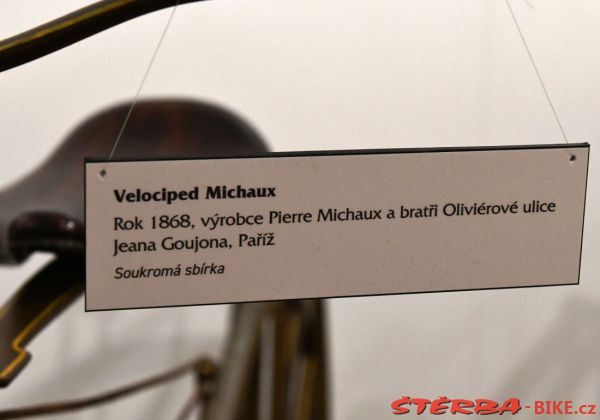 Velociped Michaux
Rok 1868, výrobce Pierre Michaux a bratři Oliviérové ulice
Jeana Goujona, Paříž
Soukromá sbírka
ŠTĚRBA-BIKE.cz